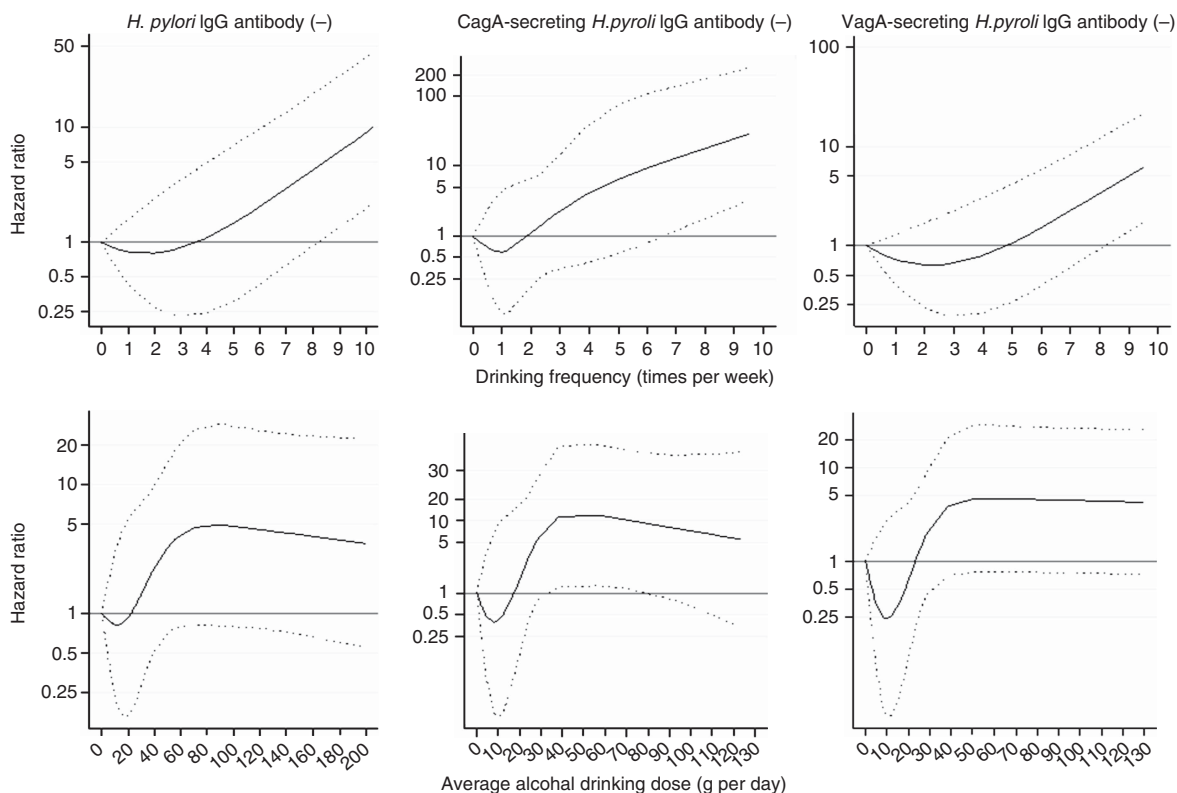 H. pylori IgG antibody (–)
CagA-secreting H.pyroli IgG antibody (–)
VagA-secreting H.pyroli IgG antibody (–)
Hazard ratio
50
10
5
1
0.5
0.25
0 1 2 3 4 5 6 7 8 9 10
200
100
10
5
1
0.5
0.25
0 1 2 3 4 5 6 7 8 9 10
100
10
5
1
0.5
0.25
0 1 2 3 4 5 6 7 8 9 10
Drinking frequency (times per week)
Hazard ratio
20
10
5
1
0.5
0.25
0 20 40 60 80 100 120 140 160 180 200
30
20
10
5
1
0.5
0.25
0 10 20 30 40 50 60 70 80 90 100 110 120 130
20
10
5
1
0.5
0.25
0 10 20 30 40 50 60 70 80 90 100 110 120 130
Average alcohal drinking dose (g per day)